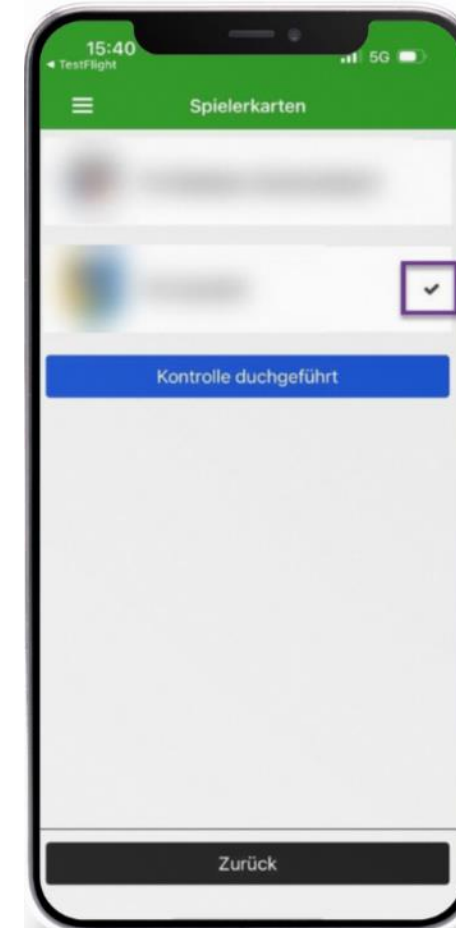 15:40
◀ TestFlight
5G
Spielerkarten
Kontrolle duchgeführt
Zurück